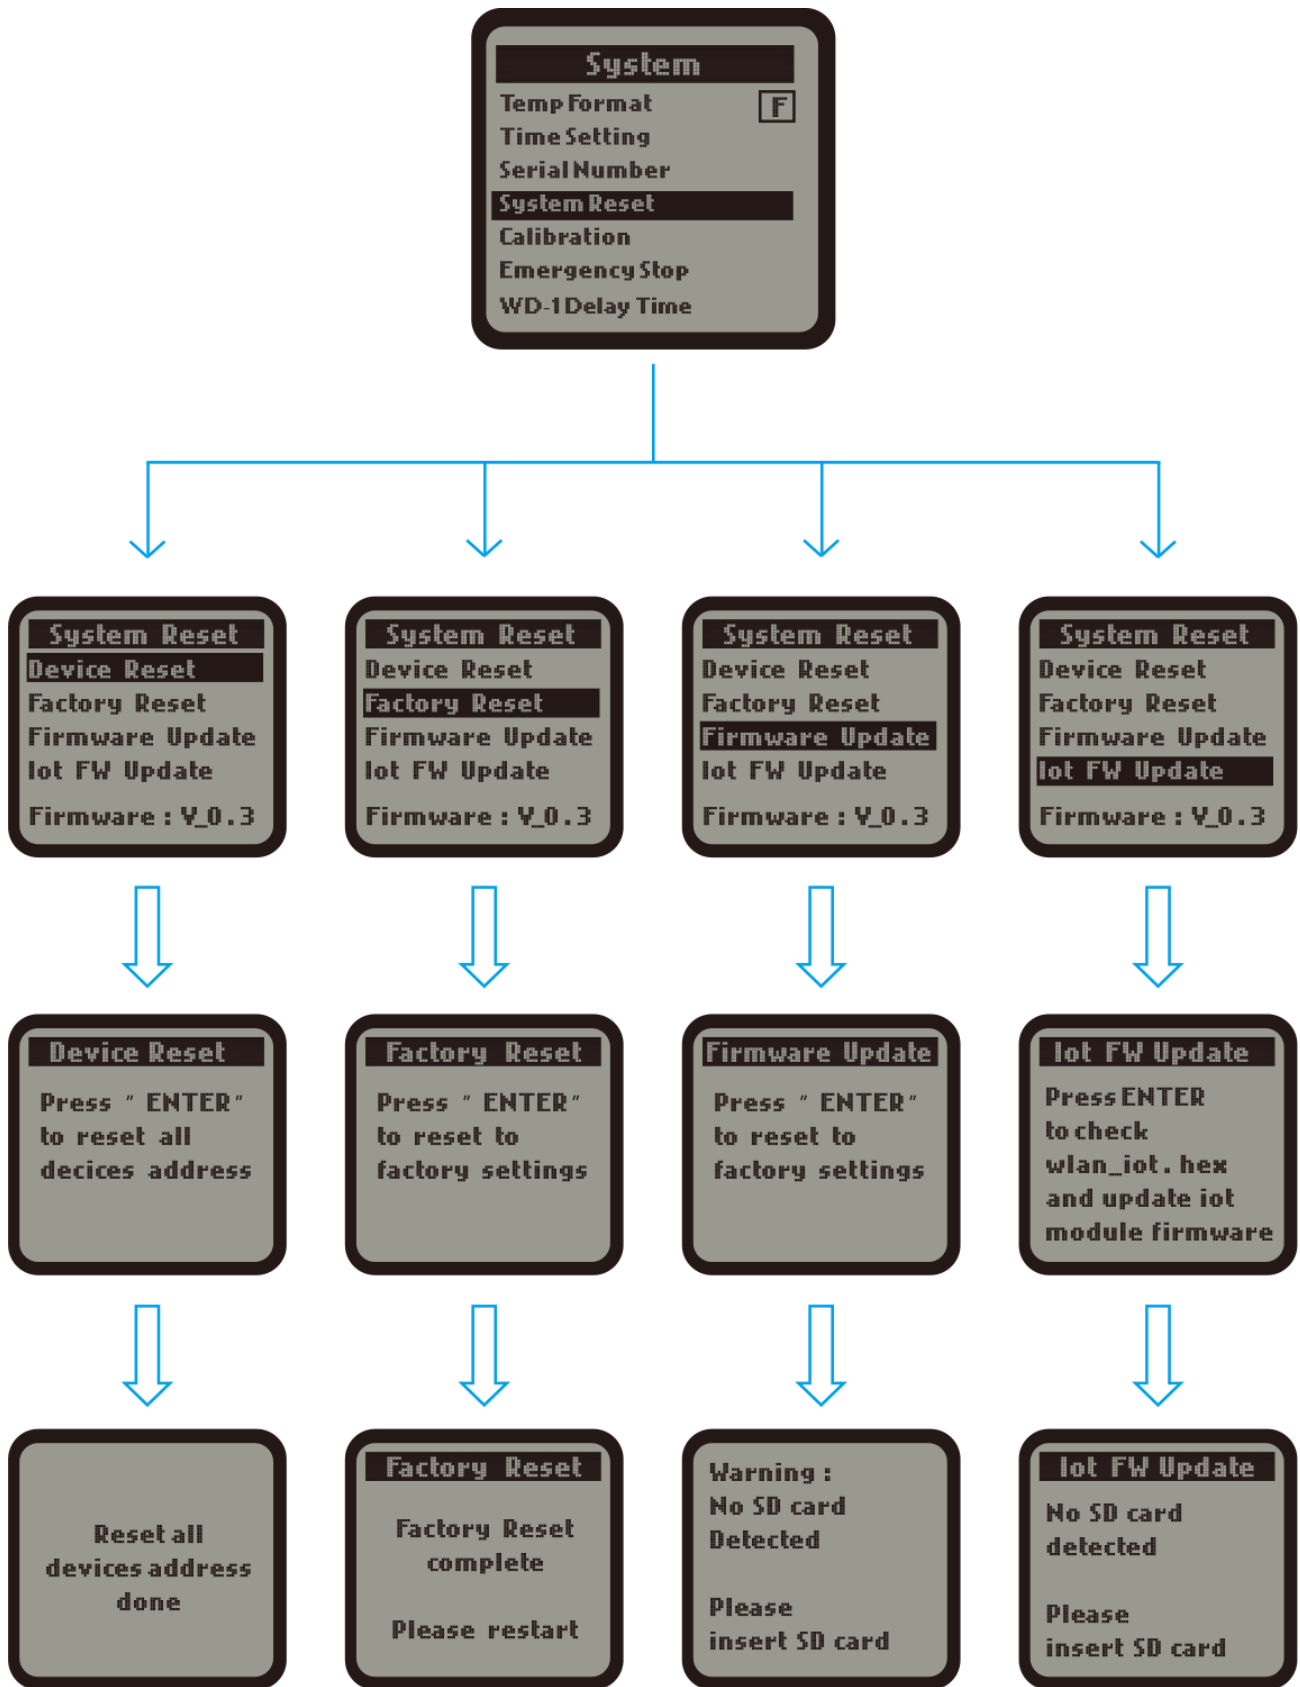 System
Temp Format F
Time Setting
Serial Number
System Reset
Calibration
Emergency Stop
WD-1 Delay Time
System Reset
Device Reset
Factory Reset
Firmware Update
Iot FW Update
Firmware : V_0.3
System Reset
Device Reset
Factory Reset
Firmware Update
Iot FW Update
Firmware : V_0.3
System Reset
Device Reset
Factory Reset
Firmware Update
Iot FW Update
Firmware : V_0.3
System Reset
Device Reset
Factory Reset
Firmware Update
Iot FW Update
Firmware : V_0.3
Device Reset
Press " ENTER"
to reset all
decices address
Factory Reset
Press " ENTER"
to reset to
factory settings
Firmware Update
Press " ENTER"
to reset to
factory settings
Iot FW Update
Press ENTER
to check
wlan_iot. hex
and update iot
module firmware
Reset all
devices address
done
Factory Reset
Factory Reset
complete
Please restart
Warning :
No SD card
Detected
Please
insert SD card
Iot FW Update
No SD card
detected
Please
insert SD card